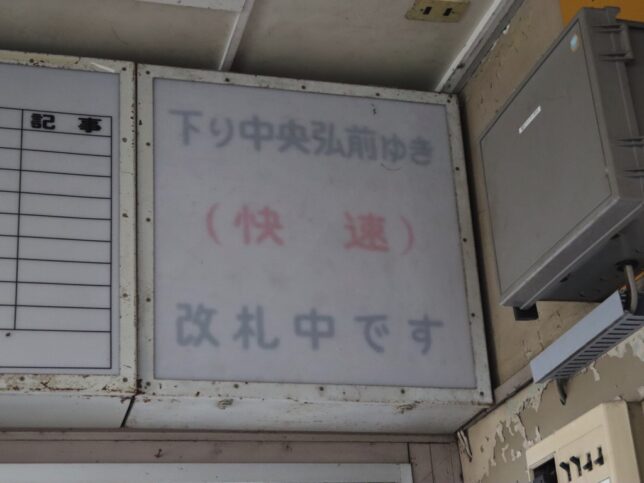 記事
下り中央弘前ゆき
（快　速）
改札中です